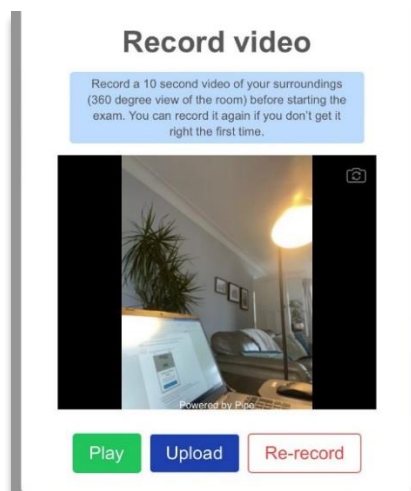 Record video
Record a 10 second video of your surroundings
(360 degree view of the room) before starting the
exam. You can record it again if you don't get it
right the first time.
Powered by Pipe
Play
Upload
Re-record